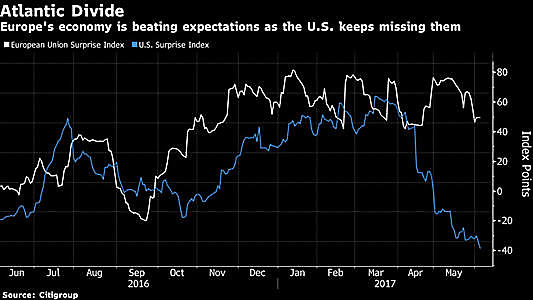 Atlantic Divide
Europe's economy is beating expectations as the U.S. keeps missing them
European Union Surprise Index U.S. Surprise Index
80
60
40
20
0
-20
-40
Index Points
Jun Jul Aug Sep Oct Nov Dec Jan Feb Mar Apr May
2016 2017
Source: Citigroup